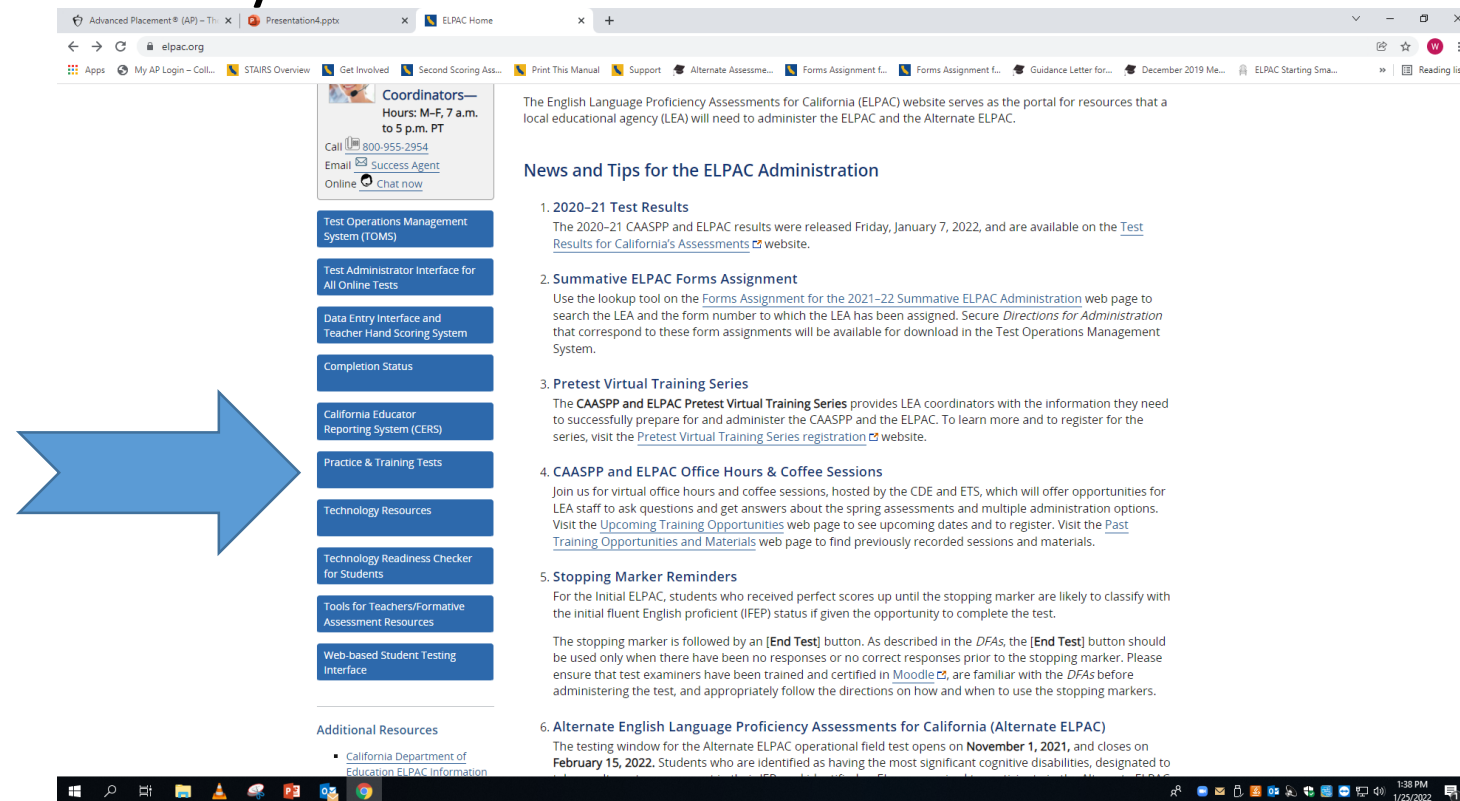 Advanced Placement® (AP) – Th
Presentation4.pptx
ELPAC Home
elpac.org
W
Apps
My AP Login – Coll...
STAIRS Overview
Get Involved
Second Scoring Ass...
Print This Manual
Support
Alternate Assessme...
Forms Assignment f...
Forms Assignment f...
Guidance Letter for...
December 2019 Me...
ELPAC Starting Sma...
»
Reading lis
Coordinators—
Hours: M–F, 7 a.m.
to 5 p.m. PT
Call 800-955-2954
Email Success Agent
Online Chat now
Test Operations Management
System (TOMS)
Test Administrator Interface for
All Online Tests
Data Entry Interface and
Teacher Hand Scoring System
Completion Status
California Educator
Reporting System (CERS)
Practice & Training Tests
Technology Resources
Technology Readiness Checker
for Students
Tools for Teachers/Formative
Assessment Resources
Web-based Student Testing
Interface
Additional Resources
California Department of
Education ELPAC Information
The English Language Proficiency Assessments for California (ELPAC) website serves as the portal for resources that a
local educational agency (LEA) will need to administer the ELPAC and the Alternate ELPAC.
News and Tips for the ELPAC Administration
1. 2020–21 Test Results
The 2020–21 CAASPP and ELPAC results were released Friday, January 7, 2022, and are available on the Test
Results for California's Assessments website.
2. Summative ELPAC Forms Assignment
Use the lookup tool on the Forms Assignment for the 2021–22 Summative ELPAC Administration web page to
search the LEA and the form number to which the LEA has been assigned. Secure Directions for Administration
that correspond to these form assignments will be available for download in the Test Operations Management
System.
3. Pretest Virtual Training Series
The CAASPP and ELPAC Pretest Virtual Training Series provides LEA coordinators with the information they need
to successfully prepare for and administer the CAASPP and the ELPAC. To learn more and to register for the
series, visit the Pretest Virtual Training Series registration website.
4. CAASPP and ELPAC Office Hours & Coffee Sessions
Join us for virtual office hours and coffee sessions, hosted by the CDE and ETS, which will offer opportunities for
LEA staff to ask questions and get answers about the spring assessments and multiple administration options.
Visit the Upcoming Training Opportunities web page to see upcoming dates and to register. Visit the Past
Training Opportunities and Materials web page to find previously recorded sessions and materials.
5. Stopping Marker Reminders
For the Initial ELPAC, students who received perfect scores up until the stopping marker are likely to classify with
the initial fluent English proficient (IFEP) status if given the opportunity to complete the test.
The stopping marker is followed by an [End Test] button. As described in the DFAs, the [End Test] button should
be used only when there have been no responses or no correct responses prior to the stopping marker. Please
ensure that test examiners have been trained and certified in Moodle, are familiar with the DFAs before
administering the test, and appropriately follow the directions on how and when to use the stopping markers.
6. Alternate English Language Proficiency Assessments for California (Alternate ELPAC)
The testing window for the Alternate ELPAC operational field test opens on November 1, 2021, and closes on
February 15, 2022. Students who are identified as having the most significant cognitive disabilities, designated to
1:38 PM
1/25/2022